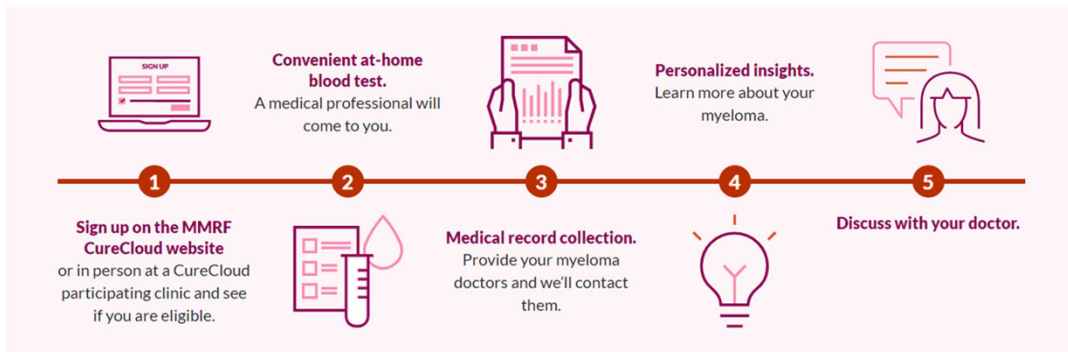 SIGN UP
1
Sign up on the MMRF
CureCloud website
or in person at a CureCloud
participating clinic and see
if you are eligible.
Convenient at-home
blood test.
A medical professional will
come to you.
2
3
Medical record collection.
Provide your myeloma
doctors and we'll contact
them.
Personalized insights.
Learn more about your
myeloma.
4
5
Discuss with your doctor.